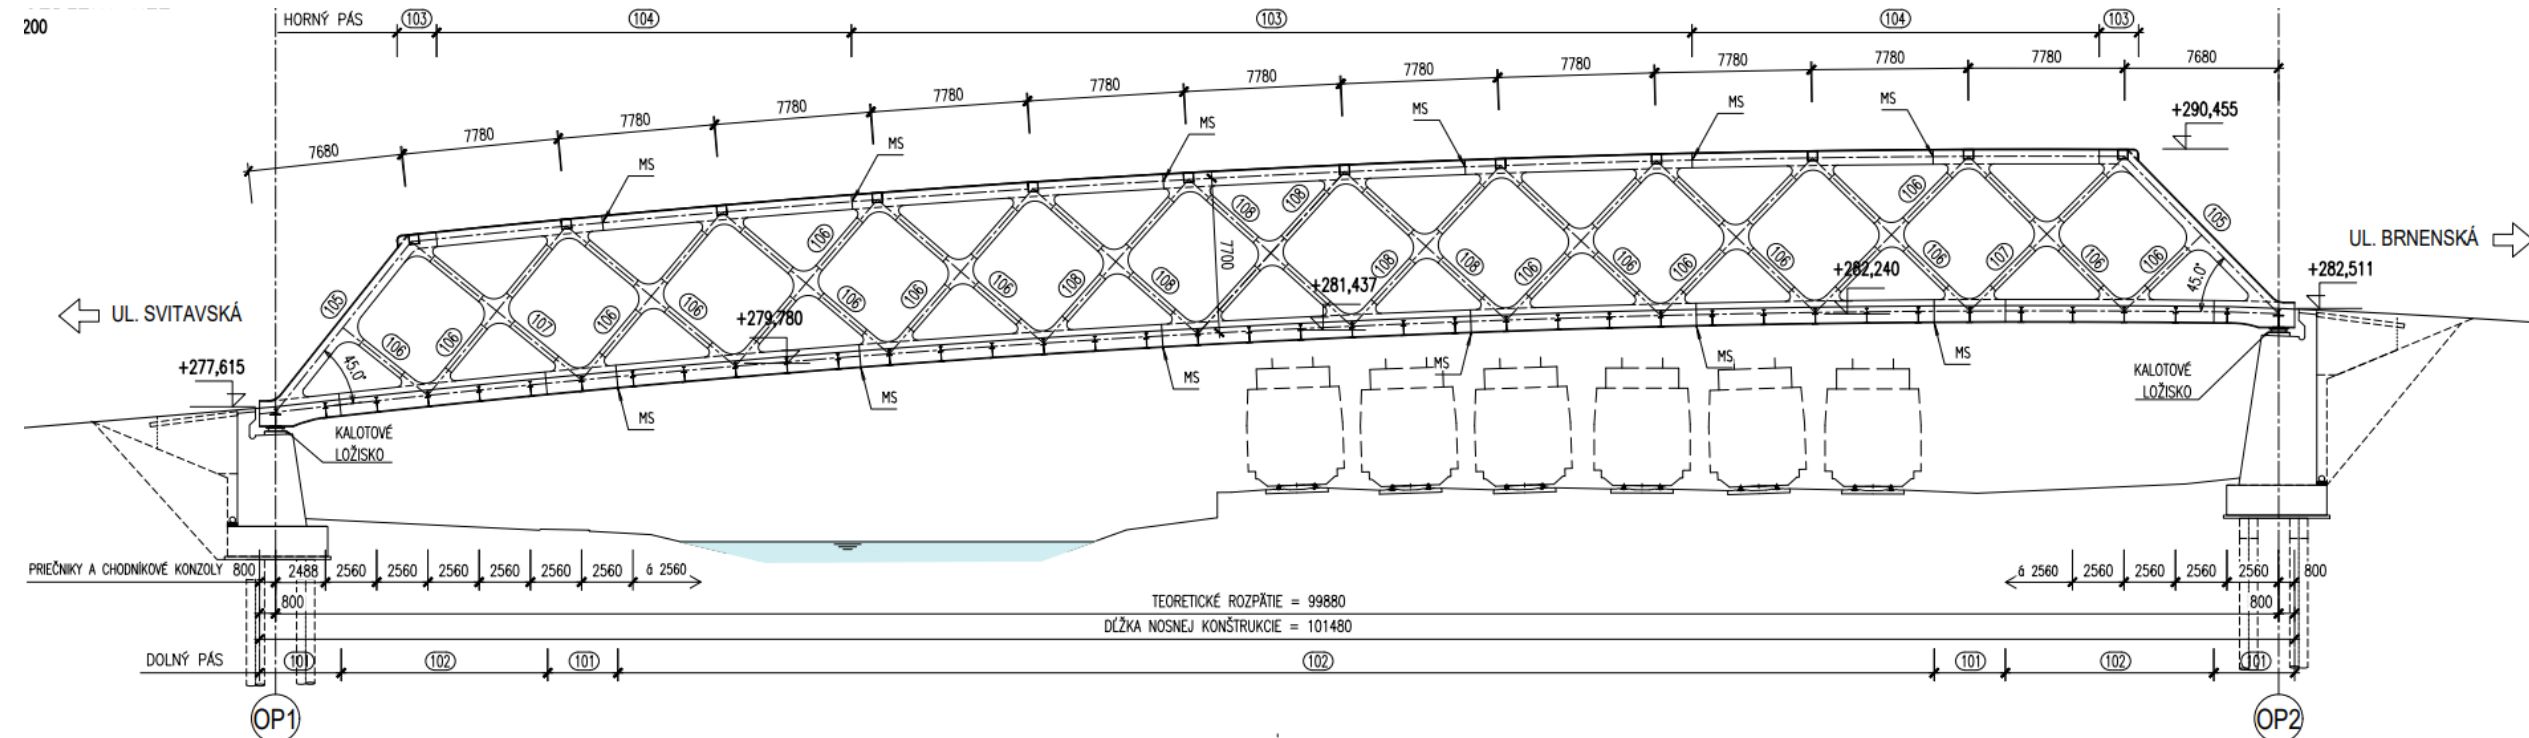 200
HORNÝ PÁS
103
104
103
104
103
7680
7780
7780
7780
7780
7780
7780
7780
7780
7780
7780
7780
7680
MS
MS
MS
MS
MS
MS
+290,455
105
106
106
107
106
106
106
106
106
106
108
108
108
108
7700
108
108
106
106
106
106
106
107
106
106
105
45.0°
45.0°
UL. SVITAVSKÁ
UL. BRNENSKÁ
+277,615
+279,780
+281,437
+282,240
+282,511
MS
MS
MS
MS
MS
MS
KALOTOVÉ
LOŽISKO
KALOTOVÉ
LOŽISKO
PRIEČNIKY A CHODNÍKOVÉ KONZOLY 800 2488 2560 2560 2560 2560 2560 2560 á 2560
á 2560 2560 2560 2560 2560 800
800
TEORETICKÉ ROZPÄTIE = 99880
800
DĹŽKA NOSNEJ KONŠTRUKCIE = 101480
DOLNÝ PÁS
101
102
101
102
101
102
101
OP1
OP2